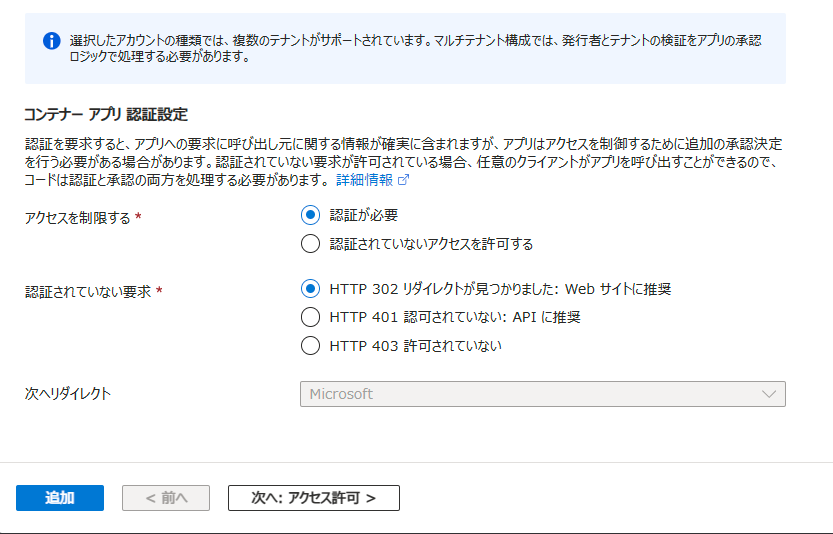 選択したアカウントの種類では、複数のテナントがサポートされています。マルチテナント構成では、発行者とテナントの検証をアプリの承認
ロジックで処理する必要があります。
コンテナー アプリ 認証設定
認証を要求すると、アプリへの要求に呼び出し元に関する情報が確実に含まれますが、アプリはアクセスを制御するために追加の承認決定
を行う必要がある場合があります。認証されていない要求が許可されている場合、任意のクライアントがアプリを呼び出すことができるので、
コードは認証と承認の両方を処理する必要があります。 詳細情報
アクセスを制限する *
認証が必要
認証されていないアクセスを許可する
認証されていない要求 *
HTTP 302 リダイレクトが見つかりました: Web サイトに推奨
HTTP 401 認可されていない: API に推奨
HTTP 403 許可されていない
次へリダイレクト
Microsoft
追加
< 前へ
次へ: アクセス許可 >